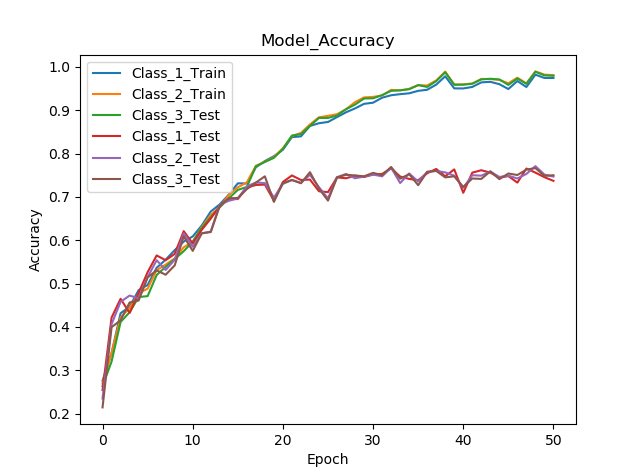 Model_Accuracy
1.0
0.9
0.8
0.7
0.6
0.5
0.4
0.3
0.2
Accuracy
Class_1_Train
Class_2_Train
Class_3_Test
Class_1_Test
Class_2_Test
Class_3_Test
0 10 20 30 40 50
Epoch